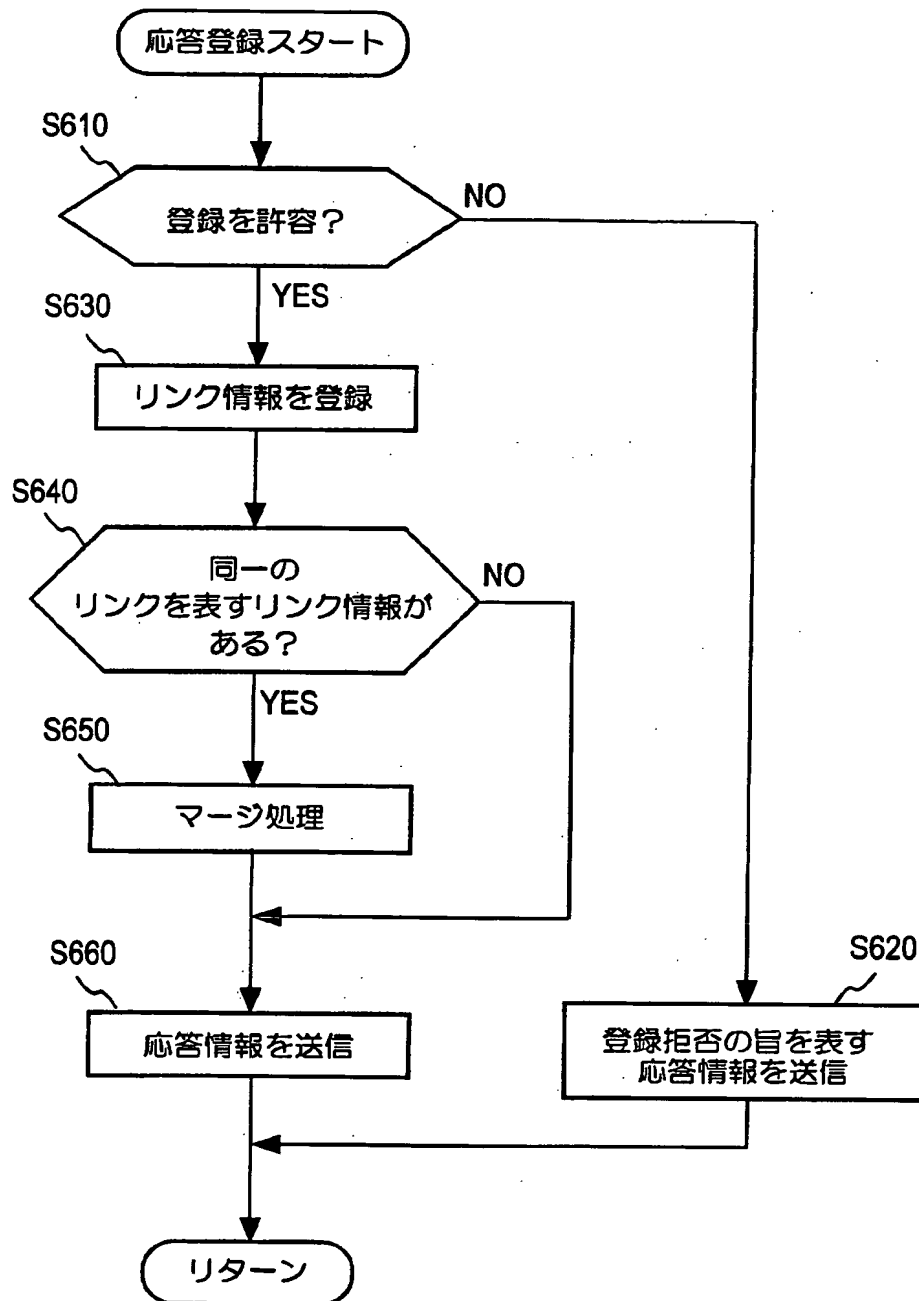 応答登録スタート
S610
登録を許容?
NO
YES
S630
リンク情報を登録
S640
同一の
リンクを表すリンク情報が
ある?
NO
YES
S650
マージ処理
S660
応答情報を送信
S620
登録拒否の旨を表す
応答情報を送信
リターン